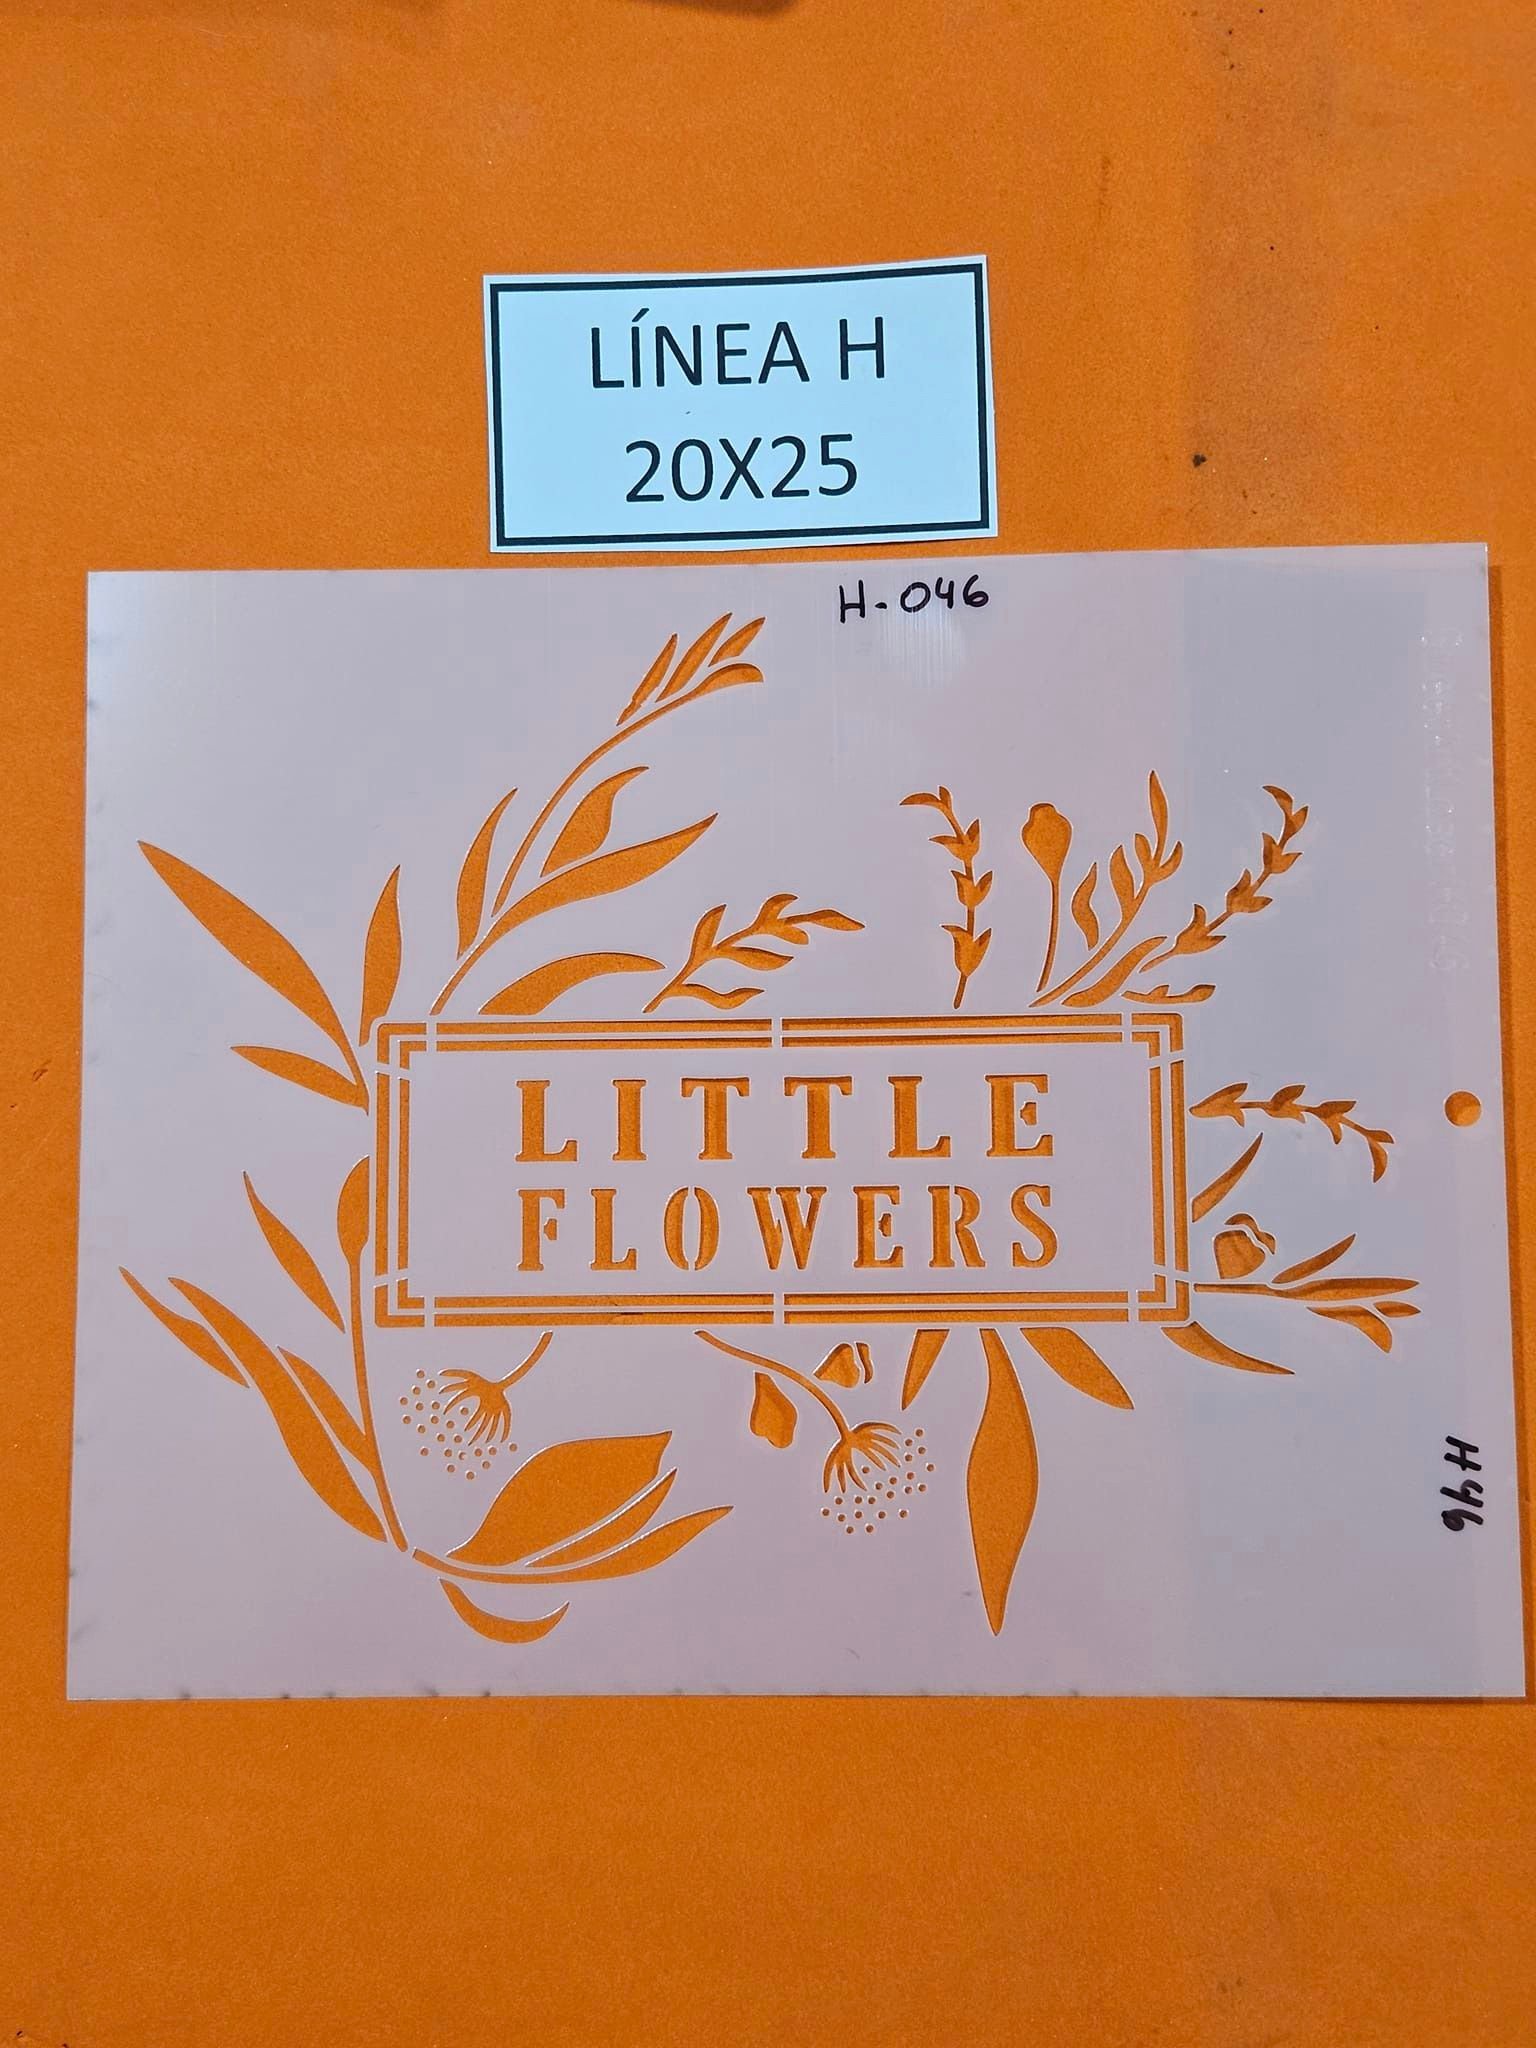 LÍNEA H
20X25
H-046
LITTLE
FLOWERS
H46